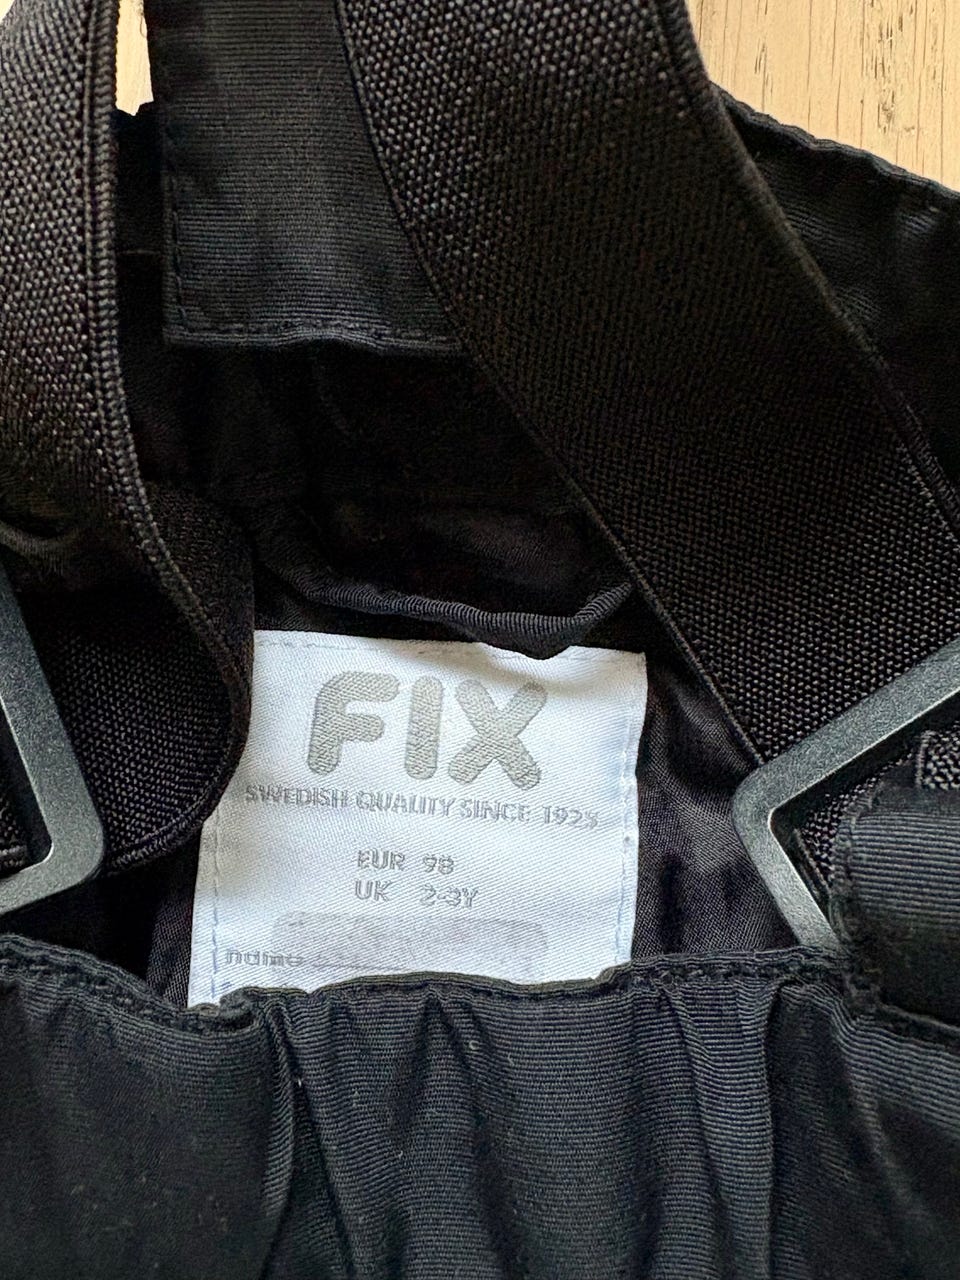 FIX
SWEDISH QUALITY SINCE 1925
EUR 98
UK 2-3Y
name